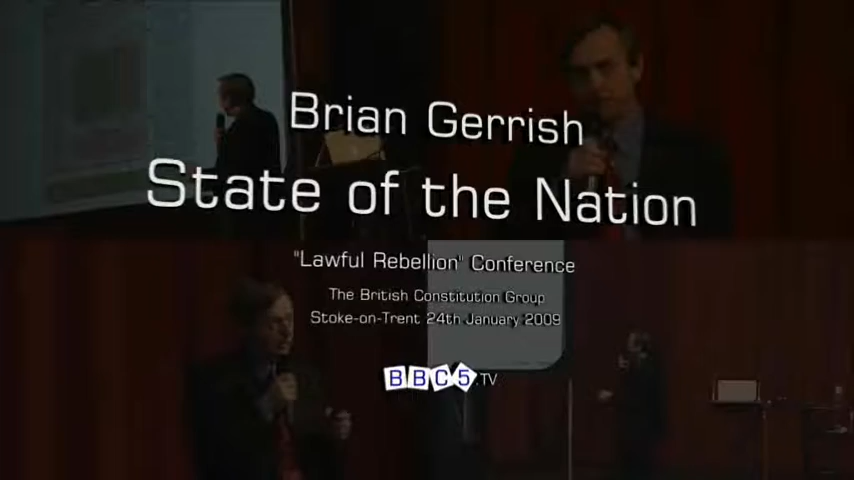 Brian Gerrish
State of the Nation
"Lawful Rebellion" Conference
The British Constitution Group
Stoke-on-Trent 24th January 2009
BBC5.TV